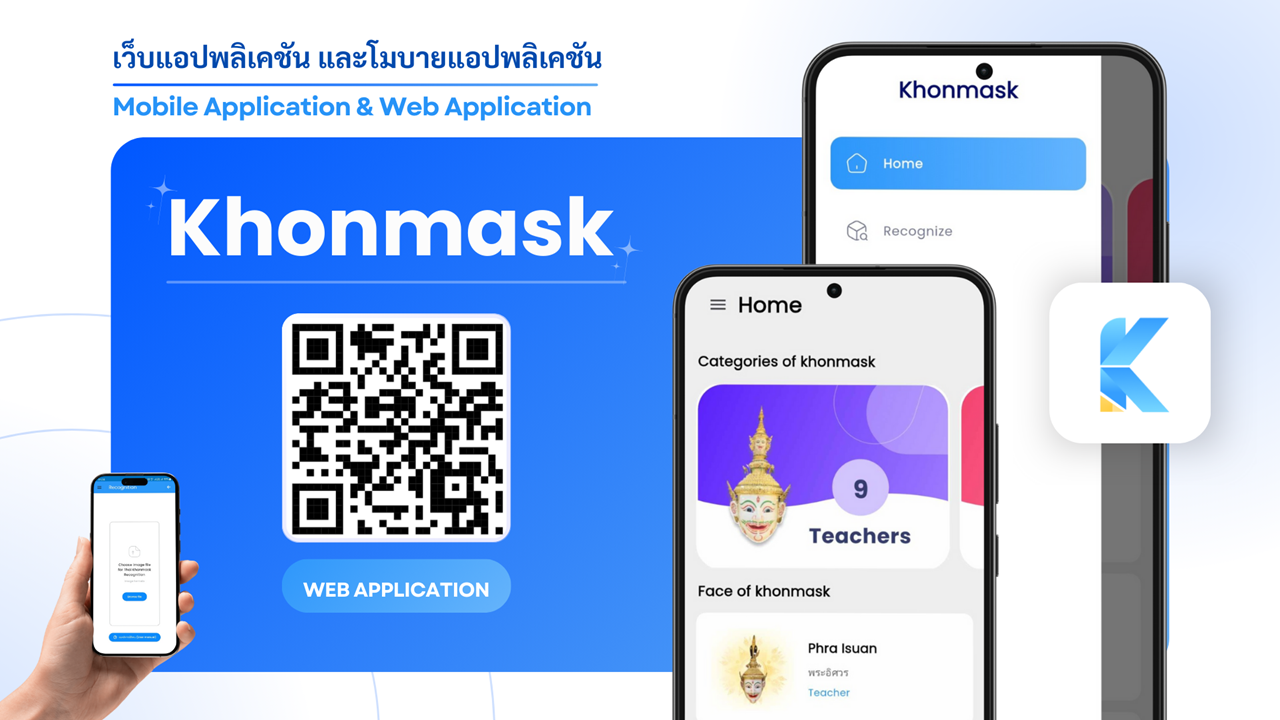 เว็บแอปพลิเคชัน และโมบายแอปพลิเคชัน
Mobile Application & Web Application
Khonmask
WEB APPLICATION
Recognition
Choose image file
for Thai Khonmask
Recognition
Khonmask
Home
Recognize
Home
Categories of khonmask
9
Teachers
Face of khonmask
Phra Isuan
พระอิศวร
Teacher